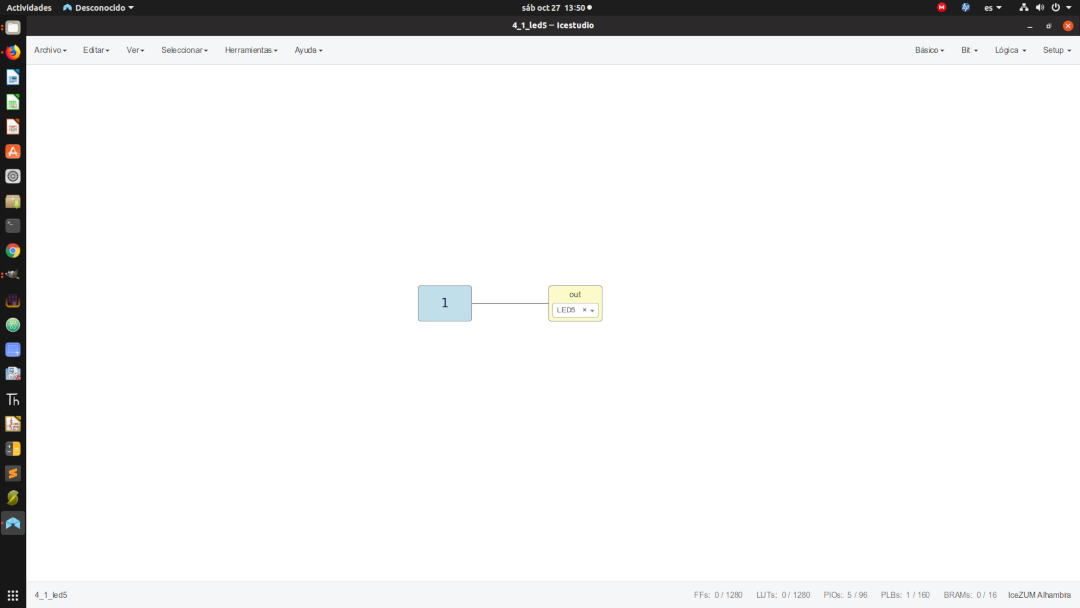 Actividades Desconocido sáb oct 27 13:50 es
4_1_led5 — Icestudio
Archivo Editar Ver Seleccionar Herramientas Ayuda Básico Bit Lógica Setup
1
out
LED5
Th
4_1_led5 FFs: 0 / 1280 LUTs: 0 / 1280 PIOs: 5 / 96 PLBs: 1 / 160 BRAMs: 0 / 16 IceZUM Alhambra